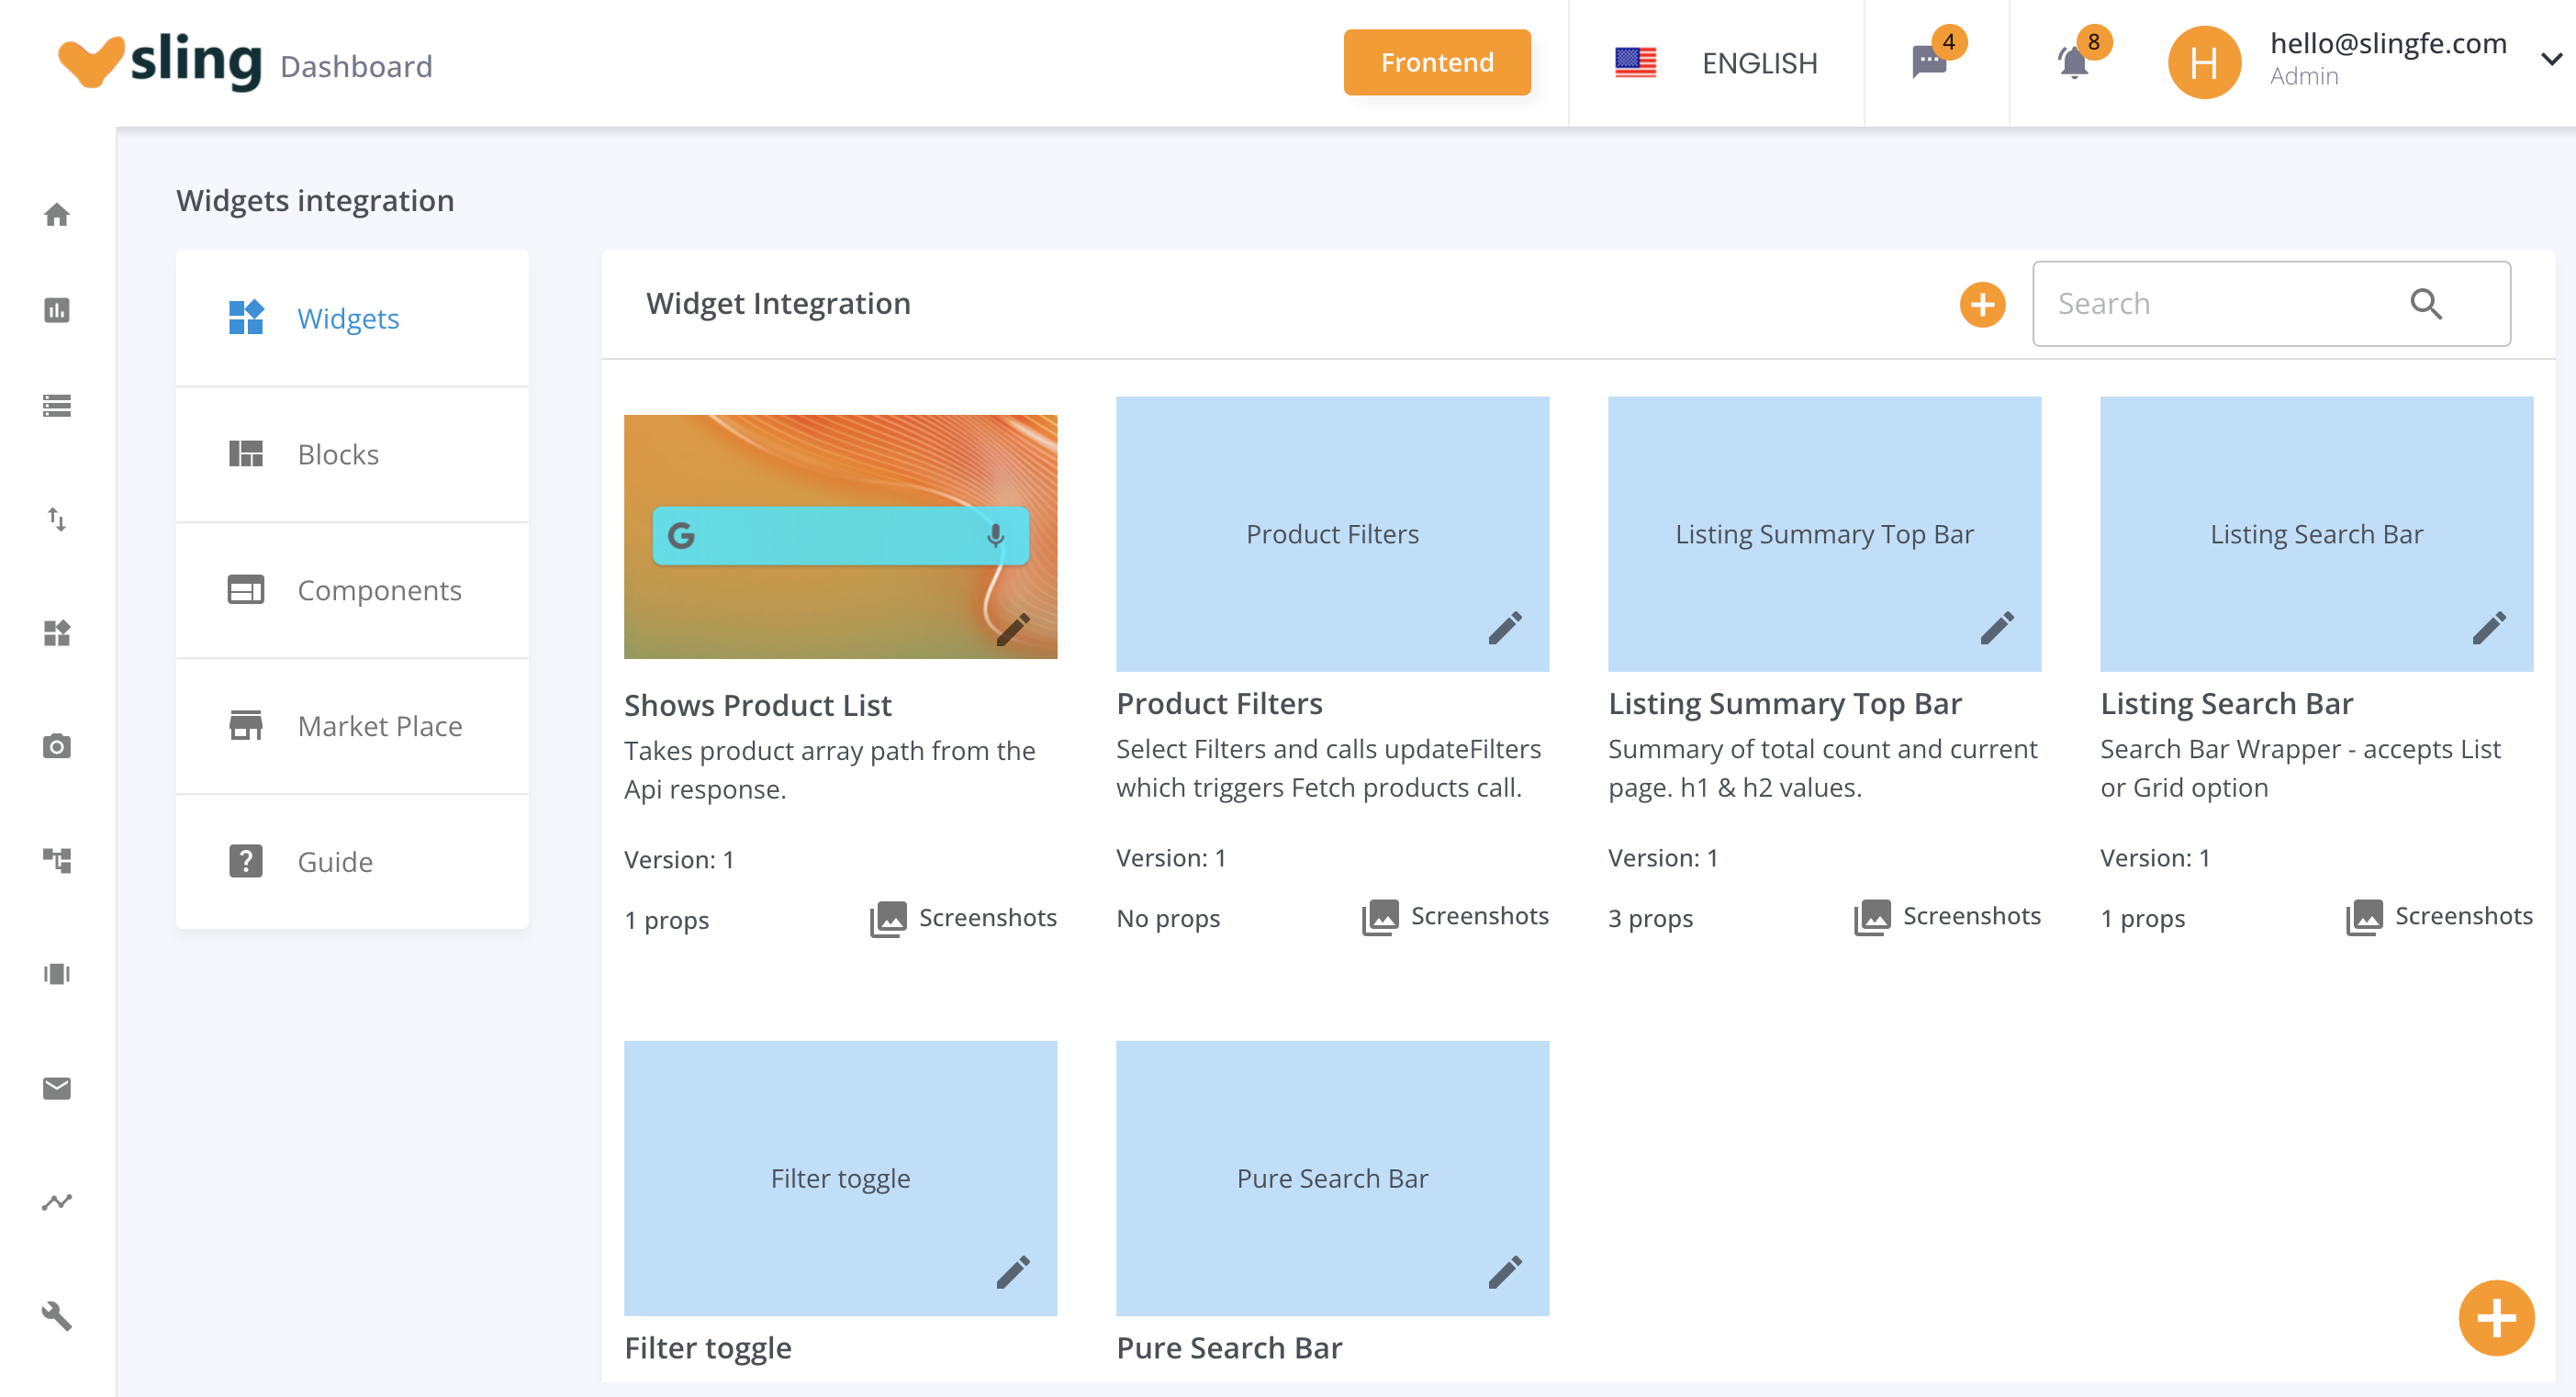 sling Dashboard
Frontend
ENGLISH
4
8
H
hello@slingfe.com
Admin
Widgets integration
Widgets
Blocks
Components
Market Place
Guide
Widget Integration
Search
G
Shows Product List
Takes product array path from the
Api response.
Version: 1
1 props
Screenshots
Product Filters
Product Filters
Select Filters and calls updateFilters
which triggers Fetch products call.
Version: 1
No props
Screenshots
Listing Summary Top Bar
Listing Summary Top Bar
Summary of total count and current
page. h1 & h2 values.
Version: 1
3 props
Screenshots
Listing Search Bar
Listing Search Bar
Search Bar Wrapper - accepts List
or Grid option
Version: 1
1 props
Screenshots
Filter toggle
Filter toggle
Pure Search Bar
Pure Search Bar